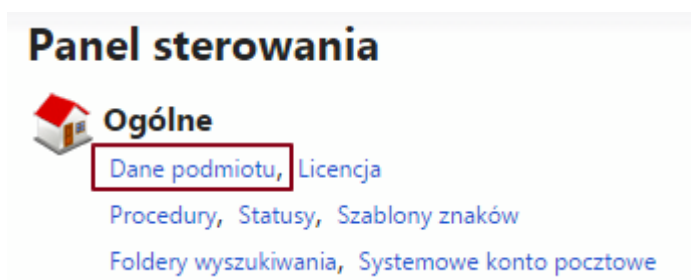 Panel sterowania
Ogólne
Dane podmiotu, Licencja
Procedury, Statusy, Szablony znaków
Foldery wyszukiwania, Systemowe konto pocztowe